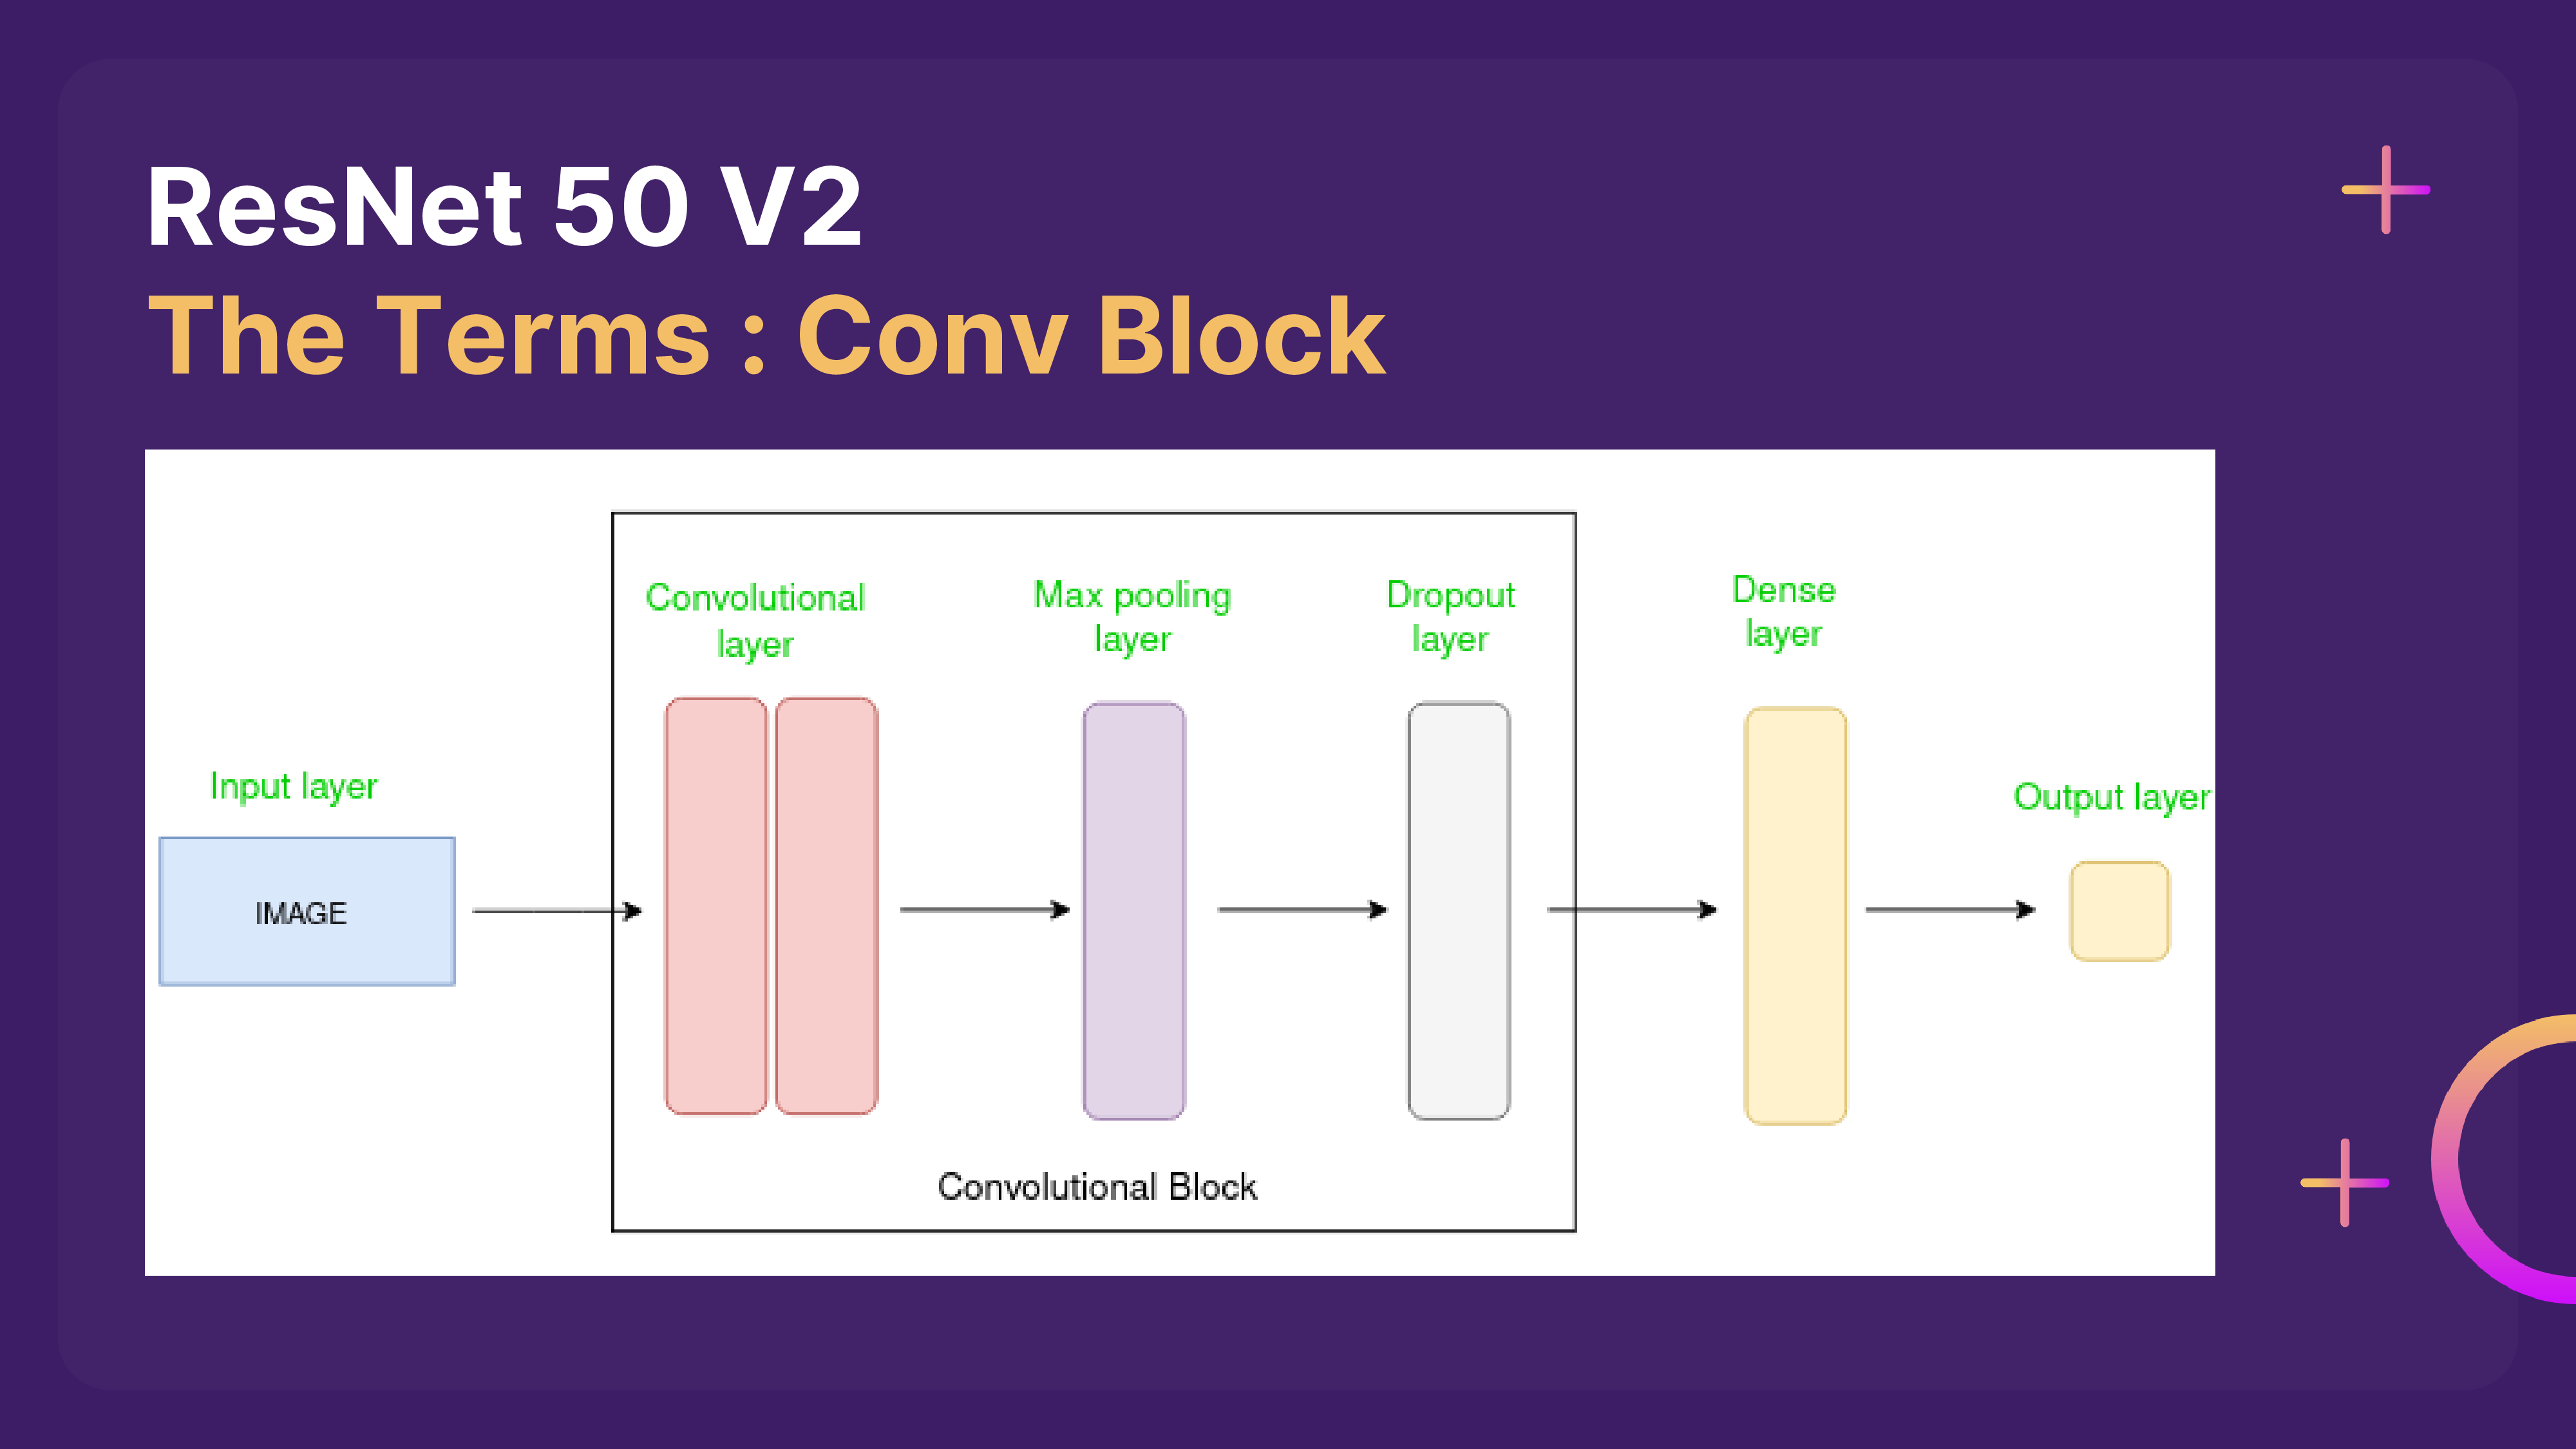 ResNet 50 V2
The Terms : Conv Block
Convolutional
layer
Max pooling
layer
Dropout
layer
Dense
layer
Input layer
Output layer
IMAGE
Convolutional Block